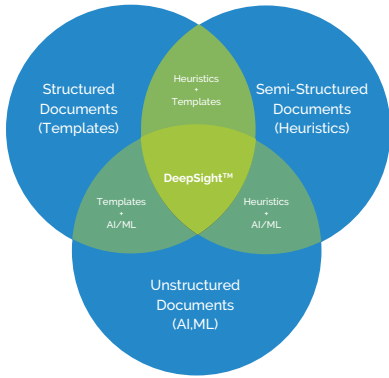 Heuristics
+
Templates
Structured
Documents
(Templates)
Semi-Structured
Documents
(Heuristics)
DeepSight™
Templates
+
AI/ML
Heuristics
+
AI/ML
Unstructured
Documents
(AI,ML)